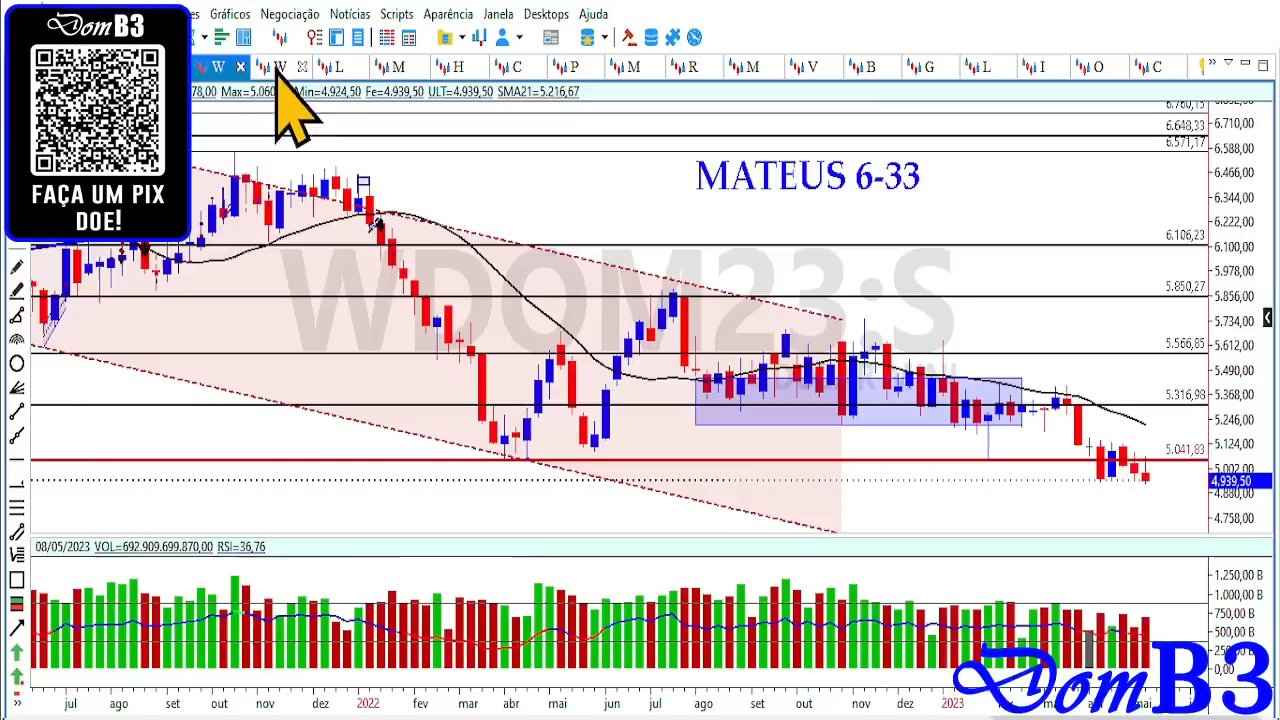 Gráficos Negociação Notícias Scripts Aparência Janela Desktops Ajuda
DomB3
FAÇA UM PIX
DOE!
W W L M H C P M R M V B G L I O C
78,00 Max=5.060 Min=4.924,50 Fe=4.939,50 ULT=4.939,50 SMA21=5.216,67
MATEUS 6-33
WDOM23:S
6.760,15
6.648,33
6.571,17
6.106,23
5.850,27
5.566,85
5.316,98
5.041,83
6.710,00
6.588,00
6.466,00
6.344,00
6.222,00
6.100,00
5.978,00
5.856,00
5.734,00
5.612,00
5.490,00
5.368,00
5.246,00
5.124,00
5.002,00
4.939,50
4.880,00
4.758,00
08/05/2023 VOL=692.909.699.870,00 RSI=36,76
1.250,00 B
1.000,00 B
750,00 B
500,00 B
0,00
jul ago set out nov dez 2022 fev mar abr mai jun jul ago set out nov dez 2023 fev mai
DomB3